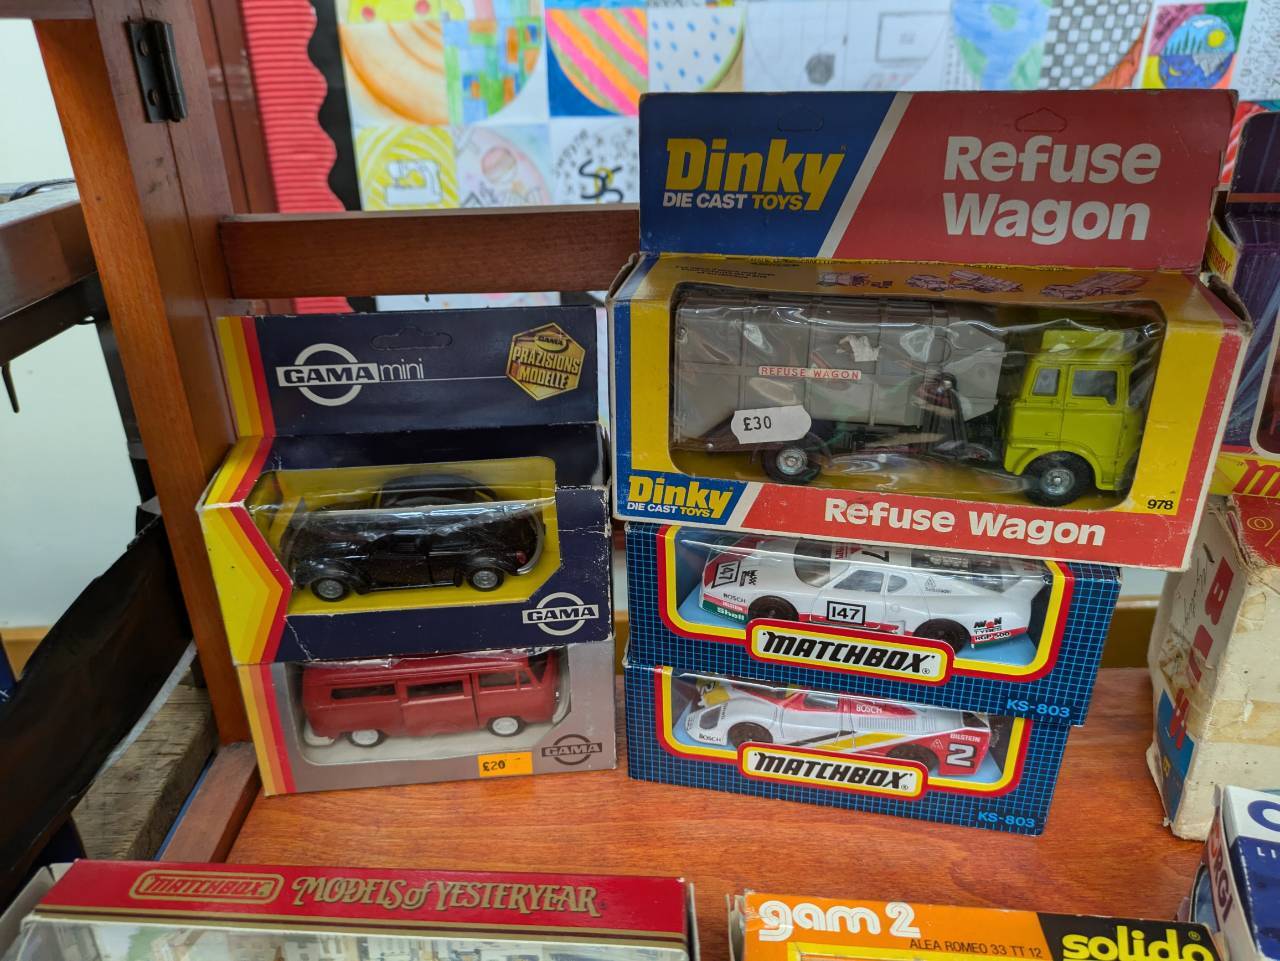 Dinky
DIE CAST TOYS
Refuse
Wagon
REFUSE WAGON
£30
Dinky
DIE CAST TOYS
Refuse Wagon
978
GAMA mini
GAMA
PRÄZISIONS
MODELLE
GAMA
GAMA
£20
147
BOSCH
Shell
7
147
MATCHBOX
KS-803
BOSCH
BOSCH
BILSTEIN
2
MATCHBOX
KS-803
MATCHBOX
MODELS of YESTERYEAR
gam 2
ALFA ROMEO 33 TT 12
solido